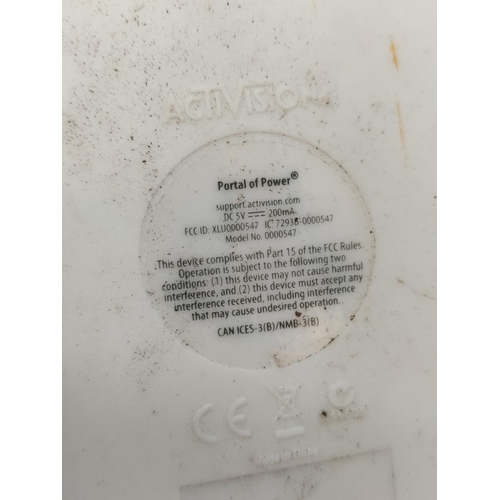 ACTIVISION
Portal of Power®
support.activision.com
DC 5V ⎓ 200mA
FCC ID: XLU0000547 IC 7293B-0000547
Model No. 0000547
This device complies with Part 15 of the FCC Rules.
Operation is subject to the following two
conditions: (1) this device may not cause harmful
interference, and (2) this device must accept any
interference received, including interference
that may cause undesired operation.
CAN ICES-3(B)/NMB-3(B)
CE
Made in China